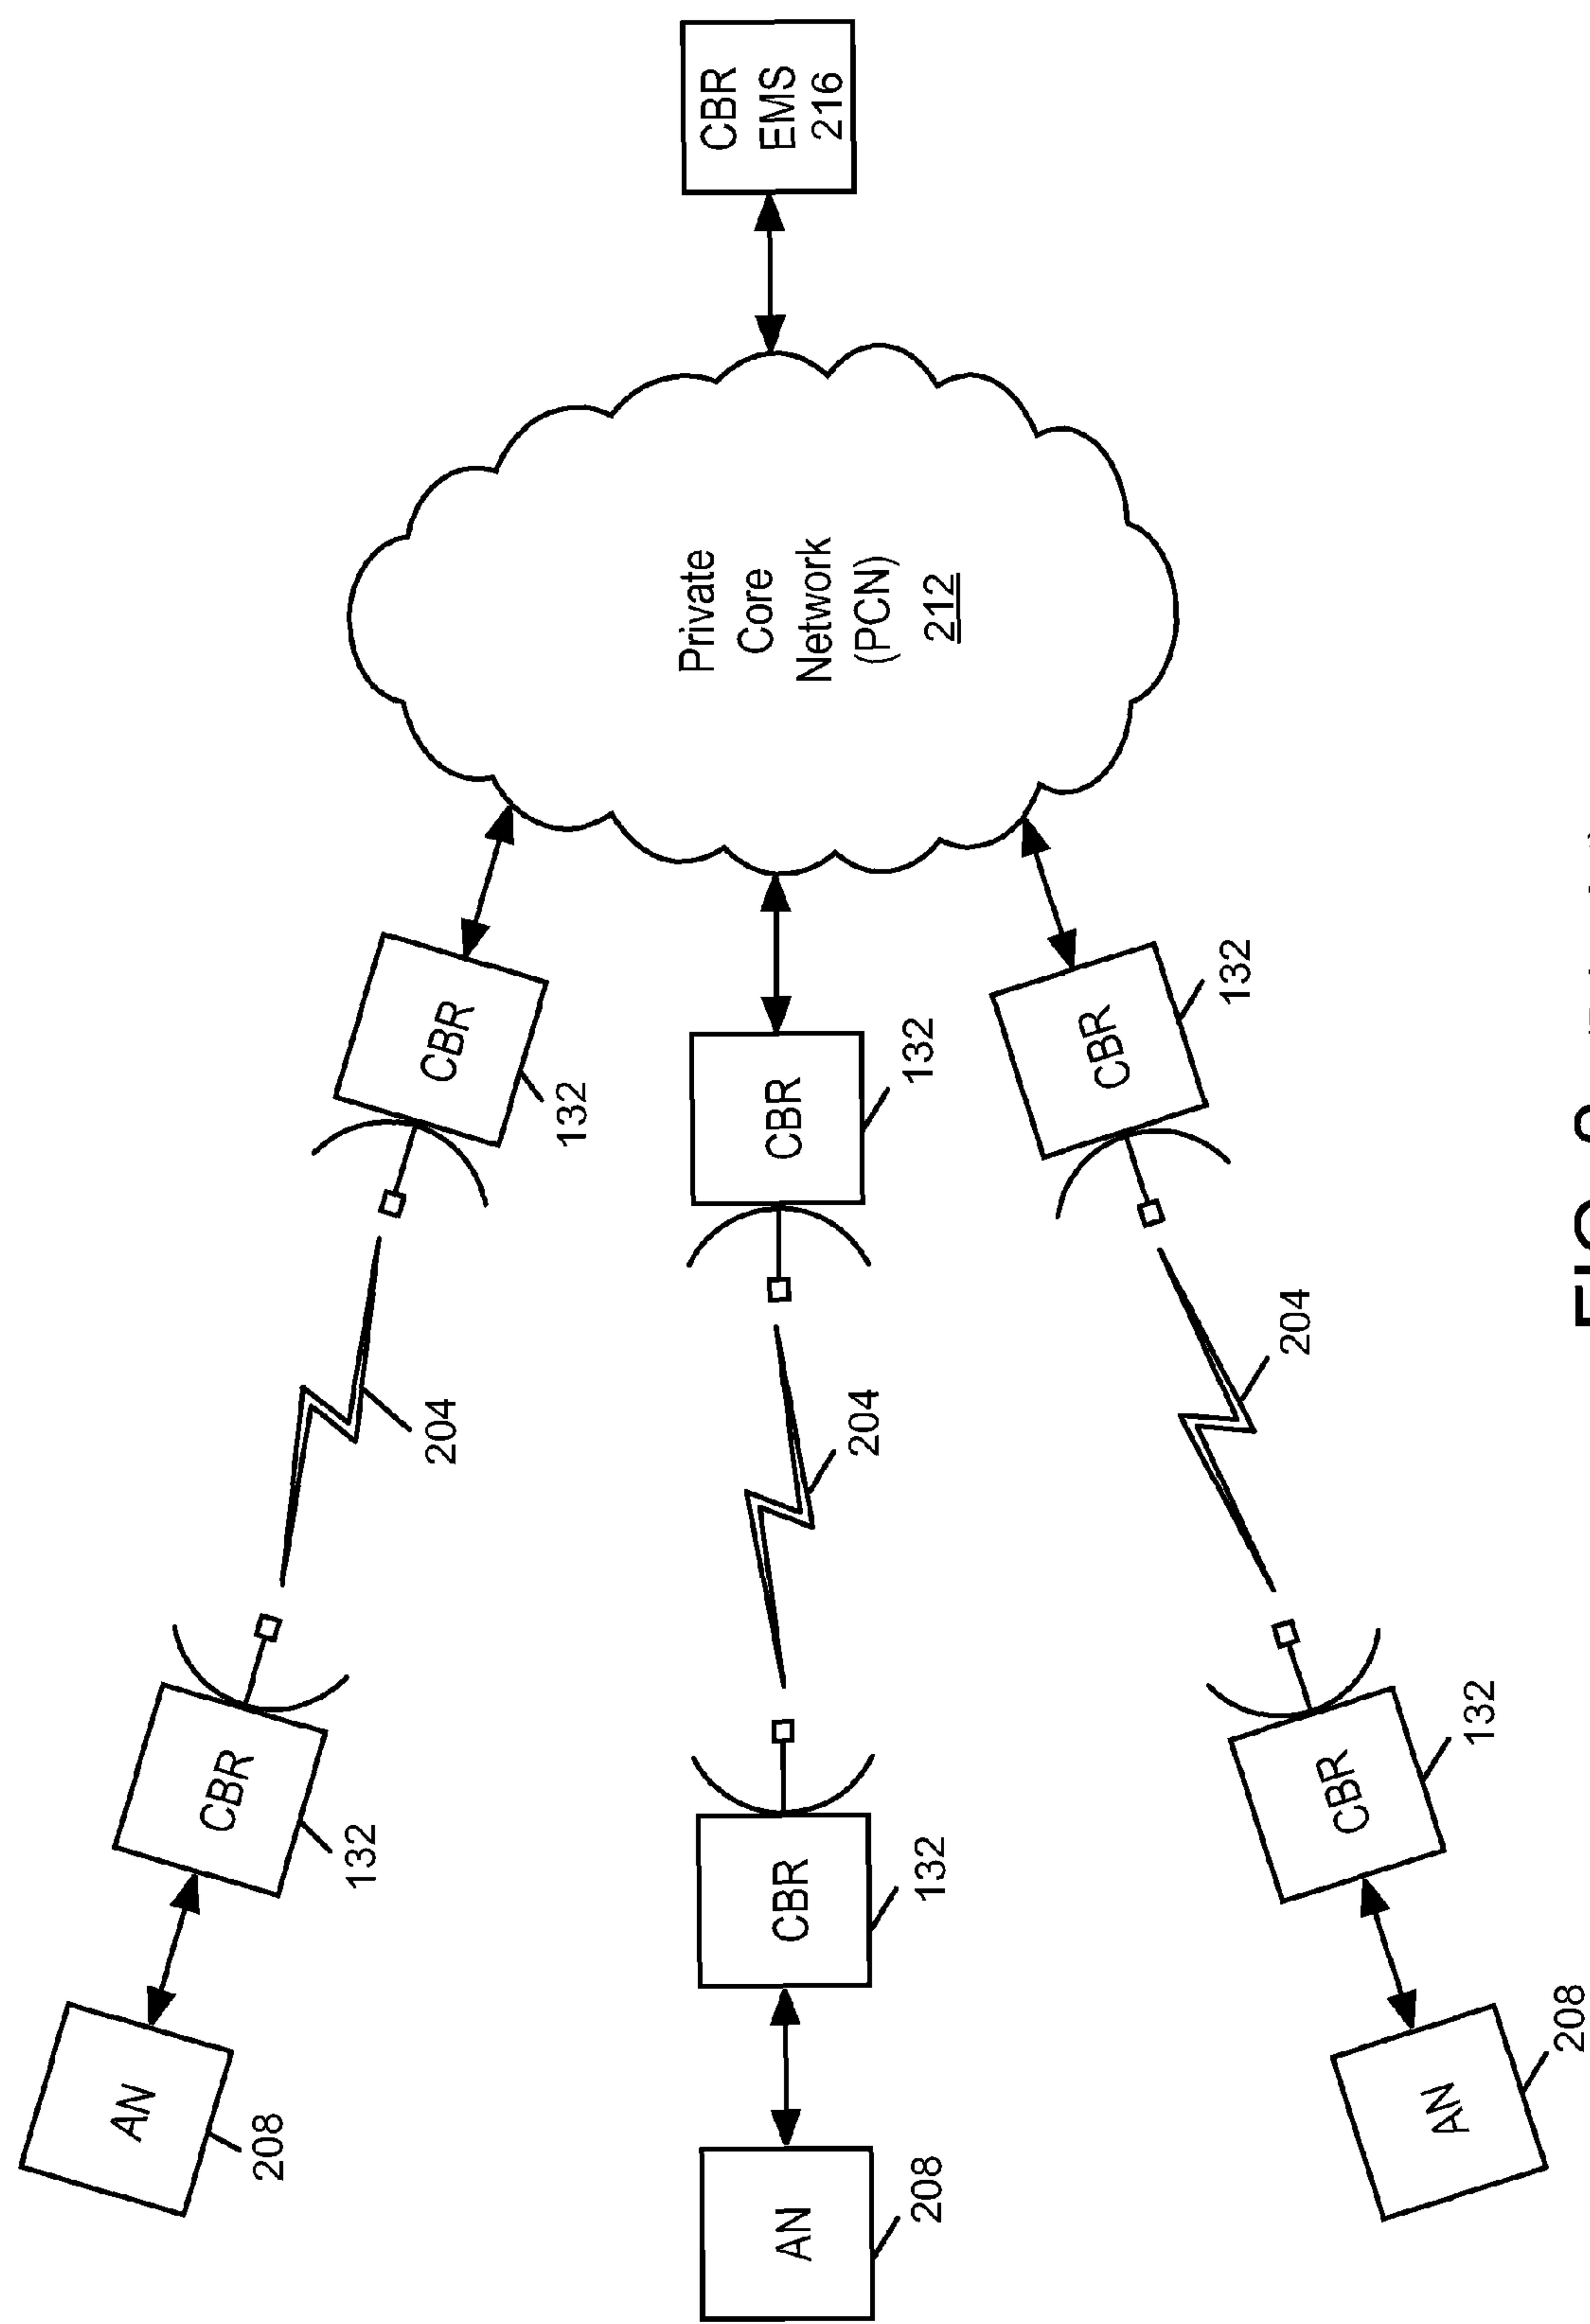 AN
208
CBR
132
204
CBR
132
AN
208
CBR
132
204
CBR
132
Private
Core
Network
(PCN)
212
CBR
EMS
216
AN
208
CBR
132
204
CBR
132